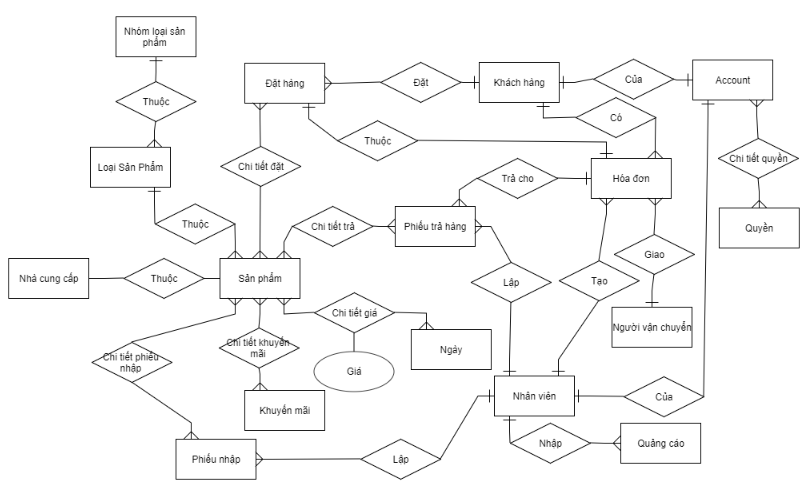 Nhóm loại sản
phẩm
Đặt hàng
Đặt
Khách hàng
Của
Account
Thuộc
Có
Thuộc
Chi tiết đặt
Chi tiết quyền
Loại Sản Phẩm
Trả cho
Hóa đơn
Thuộc
Chi tiết trả
Phiếu trả hàng
Quyền
Giao
Nhà cung cấp
Thuộc
Sản phẩm
Lập
Tạo
Chi tiết giá
Người vận chuyển
Chi tiết khuyến
mãi
Chi tiết phiếu
nhập
Ngày
Giá
Khuyến mãi
Nhân viên
Của
Phiếu nhập
Lập
Nhập
Quảng cáo